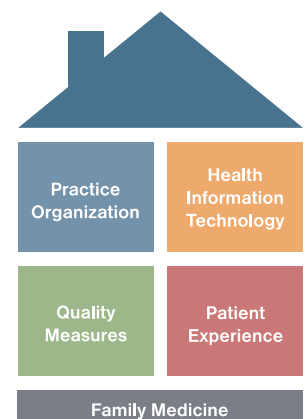 Practice
Organization
Health
Information
Technology
Quality
Measures
Patient
Experience
Family Medicine